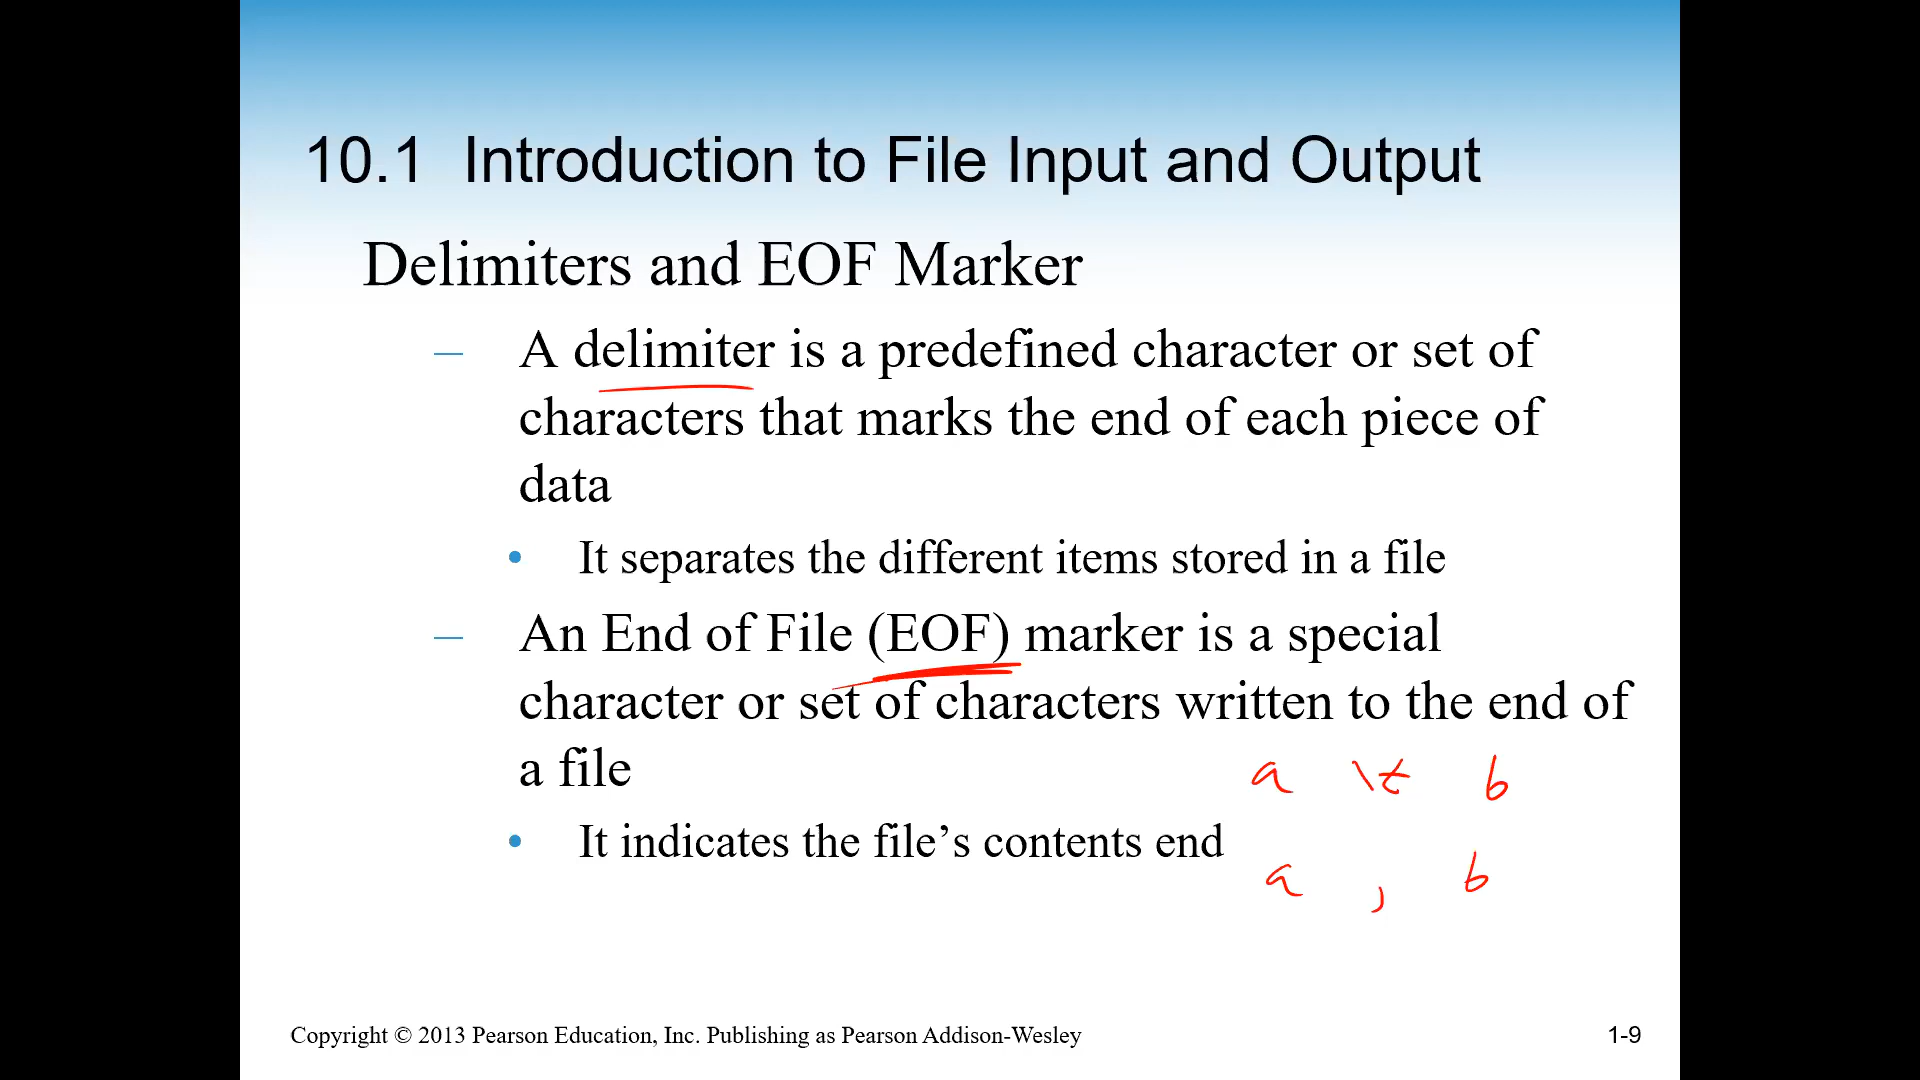 10.1 Introduction to File Input and Output
Delimiters and EOF Marker
– A delimiter is a predefined character or set of
characters that marks the end of each piece of
data
• It separates the different items stored in a file
– An End of File (EOF) marker is a special
character or set of characters written to the end of
a file
a \t b
• It indicates the file’s contents end
a , b
Copyright © 2013 Pearson Education, Inc. Publishing as Pearson Addison-Wesley
1-9